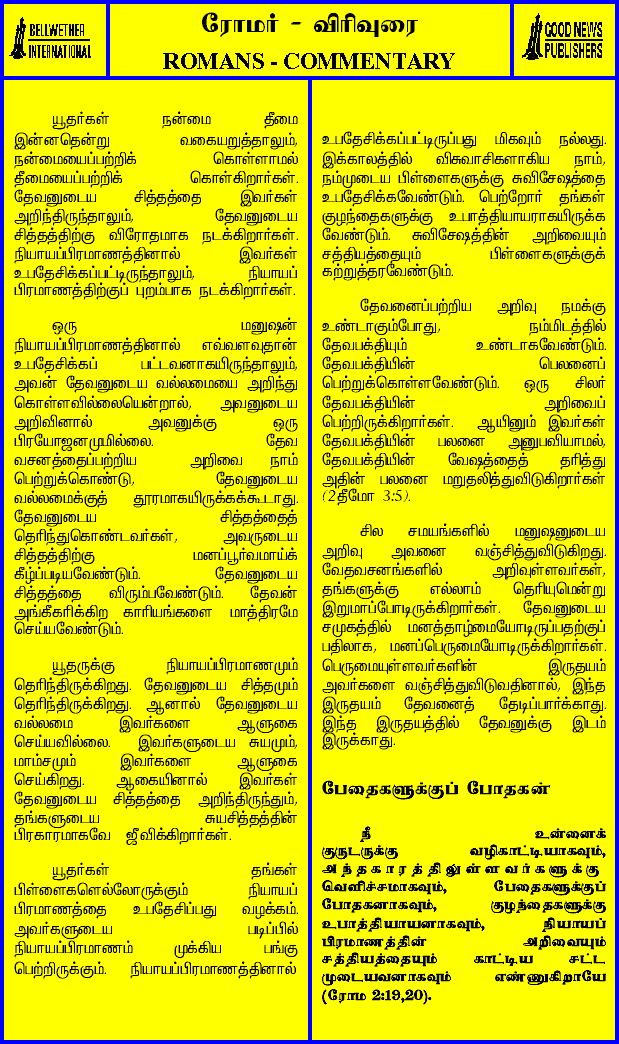 BELLWETHER
INTERNATIONAL
ரோமர் - விரிவுரை
ROMANS - COMMENTARY
GOOD NEWS
PUBLISHERS
யூதர்கள் நன்மை தீமை
இன்னதென்று வகையறுத்தாலும்,
நன்மையைப்பற்றிக் கொள்ளாமல்
தீமையைப்பற்றிக் கொள்கிறார்கள்.
தேவனுடைய சித்தத்தை இவர்கள்
அறிந்திருந்தாலும், தேவனுடைய
சித்தத்திற்கு விரோதமாக நடக்கிறார்கள்.
நியாயப்பிரமாணத்தினால் இவர்கள்
உபதேசிக்கப்பட்டிருந்தாலும், நியாயப்
பிரமாணத்திற்குப் புறம்பாக நடக்கிறார்கள்.
ஒரு மனுஷன்
நியாயப்பிரமாணத்தினால் எவ்வளவுதான்
உபதேசிக்கப் பட்டவனாகயிருந்தாலும்,
அவன் தேவனுடைய வல்லமையை அறிந்து
கொள்ளவில்லையென்றால், அவனுடைய
அறிவினால் அவனுக்கு ஒரு
பிரயோஜனமுமில்லை. தேவ
வசனத்தைப்பற்றிய அறிவை நாம்
பெற்றுக்கொண்டு, தேவனுடைய
வல்லமைக்குத் தூரமாகயிருக்கக்கூடாது.
தேவனுடைய சித்தத்தைத்
தெரிந்துகொண்டவர்கள், அவருடைய
சித்தத்திற்கு மனப்பூர்வமாய்க்
கீழ்ப்படியவேண்டும். தேவனுடைய
சித்தத்தை விரும்பவேண்டும். தேவன்
அங்கீகரிக்கிற காரியங்களை மாத்திரமே
செய்யவேண்டும்.
யூதருக்கு நியாயப்பிரமாணமும்
தெரிந்திருக்கிறது. தேவனுடைய சித்தமும்
தெரிந்திருக்கிறது. ஆனால் தேவனுடைய
வல்லமை இவர்களை ஆளுகை
செய்யவில்லை. இவர்களுடைய சுயமும்,
மாம்சமும் இவர்களை ஆளுகை
செய்கிறது. ஆகையினால் இவர்கள்
தேவனுடைய சித்தத்தை அறிந்திருந்தும்,
தங்களுடைய சுயசித்தத்தின்
பிரகாரமாகவே ஜீவிக்கிறார்கள்.
யூதர்கள் தங்கள்
பிள்ளைகளெல்லோருக்கும் நியாயப்
பிரமாணத்தை உபதேசிப்பது வழக்கம்.
அவர்களுடைய படிப்பில்
நியாயப்பிரமாணம் முக்கிய பங்கு
பெற்றிருக்கும். நியாயப்பிரமாணத்தினால்
உபதேசிக்கப்பட்டிருப்பது மிகவும் நல்லது.
இக்காலத்தில் விசுவாசிகளாகிய நாம்,
நம்முடைய பிள்ளைகளுக்கு சுவிசேஷத்தை
உபதேசிக்கவேண்டும். பெற்றோர் தங்கள்
குழந்தைகளுக்கு உபாத்தியாயராகயிருக்க
வேண்டும். சுவிசேஷத்தின் அறிவையும்
சத்தியத்தையும் பிள்ளைகளுக்குக்
கற்றுத்தரவேண்டும்.
தேவனைப்பற்றிய அறிவு நமக்கு
உண்டாகும்போது, நம்மிடத்தில்
தேவபக்தியும் உண்டாகவேண்டும்.
தேவபக்தியின் பெலனைப்
பெற்றுக்கொள்ளவேண்டும். ஒரு சிலர்
தேவபக்தியின் அறிவைப்
பெற்றிருக்கிறார்கள். ஆயினும் இவர்கள்
தேவபக்தியின் பலனை அனுபவியாமல்,
தேவபக்தியின் வேஷத்தைத் தரித்து
அதின் பலனை மறுதலித்துவிடுகிறார்கள்
(2தீமோ 3:5).
சில சமயங்களில் மனுஷனுடைய
அறிவு அவனை வஞ்சித்துவிடுகிறது.
வேதவசனங்களில் அறிவுள்ளவர்கள்,
தங்களுக்கு எல்லாம் தெரியுமென்று
இறுமாப்போடிருக்கிறார்கள். தேவனுடைய
சமுகத்தில் மனத்தாழ்மையோடிருப்பதற்குப்
பதிலாக, மனப்பெருமையோடிருக்கிறார்கள்.
பெருமையுள்ளவர்களின் இருதயம்
அவர்களை வஞ்சித்துவிடுவதினால், இந்த
இருதயம் தேவனைத் தேடிப்பார்க்காது.
இந்த இருதயத்தில் தேவனுக்கு இடம்
இருக்காது.
பேதைகளுக்குப் போதகன்
நீ உன்னைக்
குருடருக்கு வழிகாட்டியாகவும்,
அந்தகாரத்திலுள்ளவர்களுக்கு
வெளிச்சமாகவும், பேதைகளுக்குப்
போதகனாகவும், குழந்தைகளுக்கு
உபாத்தியாயனாகவும், நியாயப்
பிரமாணத்தின் அறிவையும்
சத்தியத்தையும் காட்டிய சட்ட
முடையவனாகவும் எண்ணுகிறாயே
(ரோம 2:19,20).